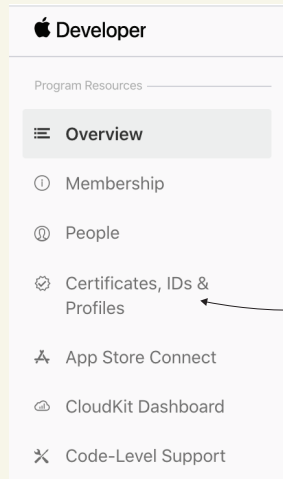 Developer
Program Resources
Overview
Membership
People
Certificates, IDs &
Profiles
App Store Connect
CloudKit Dashboard
Code-Level Support